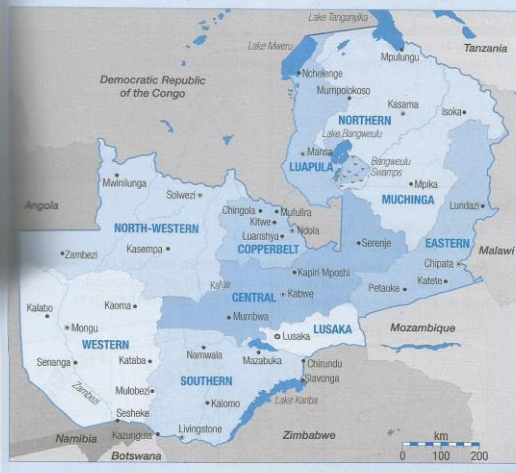 Lake Tanganyika
Lake Mweru
Mpulungu
Tanzania
Nchelenge
Democratic Republic
of the Congo
Mumpolokoso
Kasama
Isoka
NORTHERN
Lake Bangweulu
Mansa
LUAPULA
Bangweulu
Swamps
Mwinilunga
Solwezi
Mpika
MUCHINGA
Angola
Chingola
Mufulira
Lundazi
NORTH-WESTERN
Kitwe
Ndola
Luanshya
COPPERBELT
Kasempa
Zambezi
Serenje
EASTERN
Malawi
Chipata
Kapiri Mposhi
Katete
Petauke
Kafue
CENTRAL
Kabwe
Kalabo
Kaoma
Mumbwa
Mongu
LUSAKA
Lusaka
Mozambique
WESTERN
Namwala
Mazabuka
Senanga
Kataba
Chirundu
SOUTHERN
Siavonga
Zambezi
Mulobezi
Kalomo
Lake Kariba
Sesheke
Kazungula
Livingstone
Zimbabwe
Namibia
Botswana
km
0 100 200